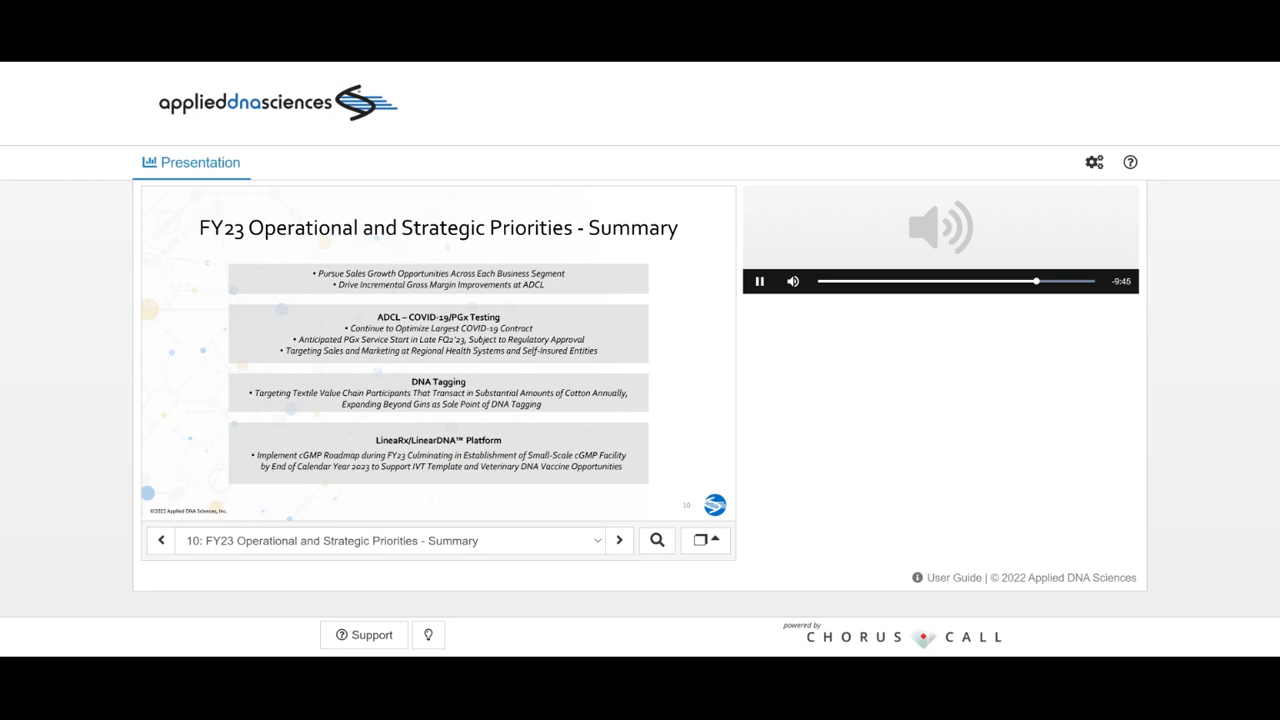 applieddnasciences
Presentation
FY23 Operational and Strategic Priorities - Summary
• Pursue Sales Growth Opportunities Across Each Business Segment
• Drive Incremental Gross Margin Improvements at ADCL
ADCL – COVID-19/PGx Testing
• Continue to Optimize Largest COVID-19 Contract
• Anticipated PGx Service Start in Late FQ2'23, Subject to Regulatory Approval
• Targeting Sales and Marketing at Regional Health Systems and Self-Insured Entities
DNA Tagging
• Targeting Textile Value Chain Participants That Transact in Substantial Amounts of Cotton Annually,
Expanding Beyond Gins as Sole Point of DNA Tagging
LineaRx/LinearDNA™ Platform
• Implement cGMP Roadmap during FY23 Culminating in Establishment of Small-Scale cGMP Facility
by End of Calendar Year 2023 to Support IVT Template and Veterinary DNA Vaccine Opportunities
©2022 Applied DNA Sciences, Inc.
10
-9:45
10: FY23 Operational and Strategic Priorities - Summary
User Guide | © 2022 Applied DNA Sciences
Support
powered by
CHORUS CALL